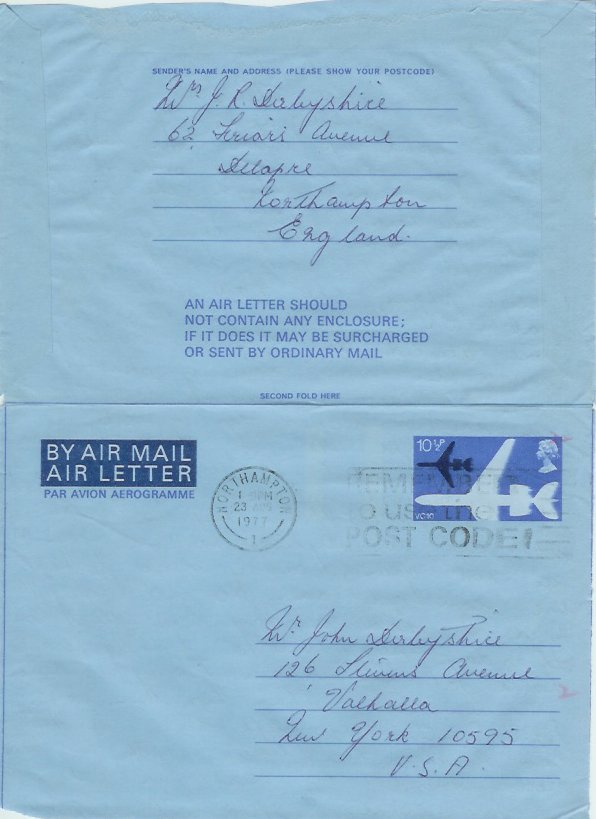 SENDER'S NAME AND ADDRESS (PLEASE SHOW YOUR POSTCODE)
Mrs J. R. Derbyshire
62 Friars Avenue
Delapre
Northampton
England.
AN AIR LETTER SHOULD
NOT CONTAIN ANY ENCLOSURE;
IF IT DOES IT MAY BE SURCHARGED
OR SENT BY ORDINARY MAIL
SECOND FOLD HERE
BY AIR MAIL
AIR LETTER
PAR AVION AEROGRAMME
NORTHAMPTON
PM
23
1977
1
10½P
VC10
REMEMBER
to use the
POST CODE!
Mr John Derbyshire
126 Stevens Avenue
Valhalla
New York 10595
U.S.A.